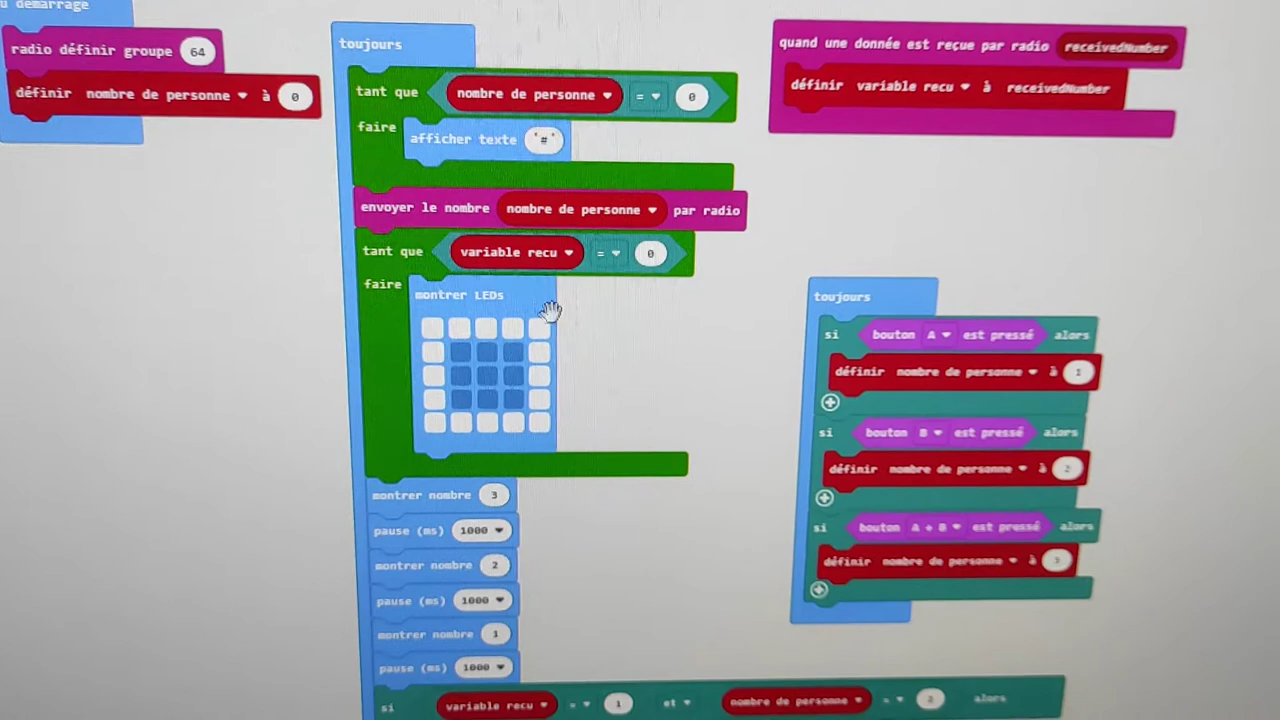 u démarrage
radio définir groupe 64
définir nombre de personne à 0
toujours
tant que nombre de personne = 0
faire
afficher texte "#"
envoyer le nombre nombre de personne par radio
tant que variable recu = 0
faire
montrer LEDs
montrer nombre 3
pause (ms) 1000
montrer nombre 2
pause (ms) 1000
montrer nombre 1
pause (ms) 1000
si variable recu = 1 et nombre de personne = 2 alors
quand une donnée est reçue par radio receivedNumber
définir variable recu à receivedNumber
toujours
si bouton A est pressé alors
définir nombre de personne à 1
si bouton B est pressé alors
définir nombre de personne à 2
si bouton A + B est pressé alors
définir nombre de personne à 3